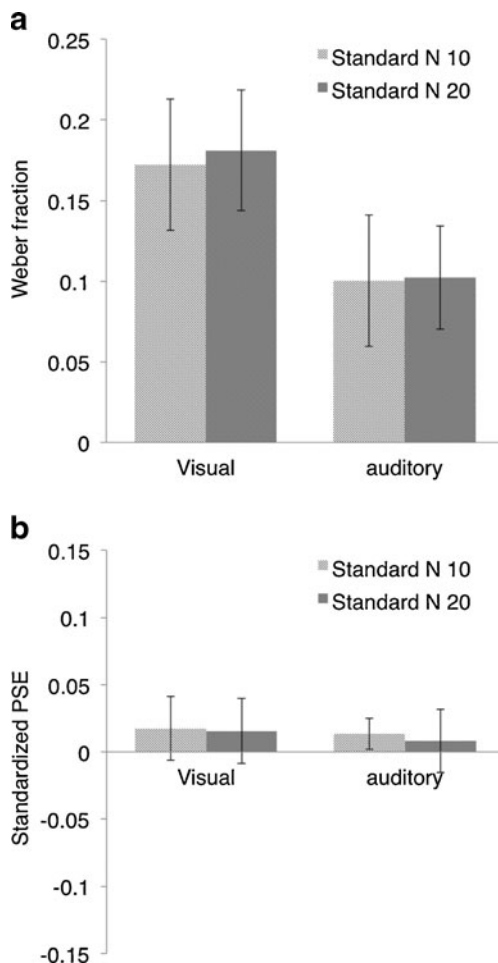 a
0.25
Standard N 10
Standard N 20
0.2
0.15
0.1
0.05
0
Weber fraction
Visual auditory
b
0.15
Standard N 10
Standard N 20
0.1
0.05
0
Visual auditory
-0.05
-0.1
-0.15
Standardized PSE